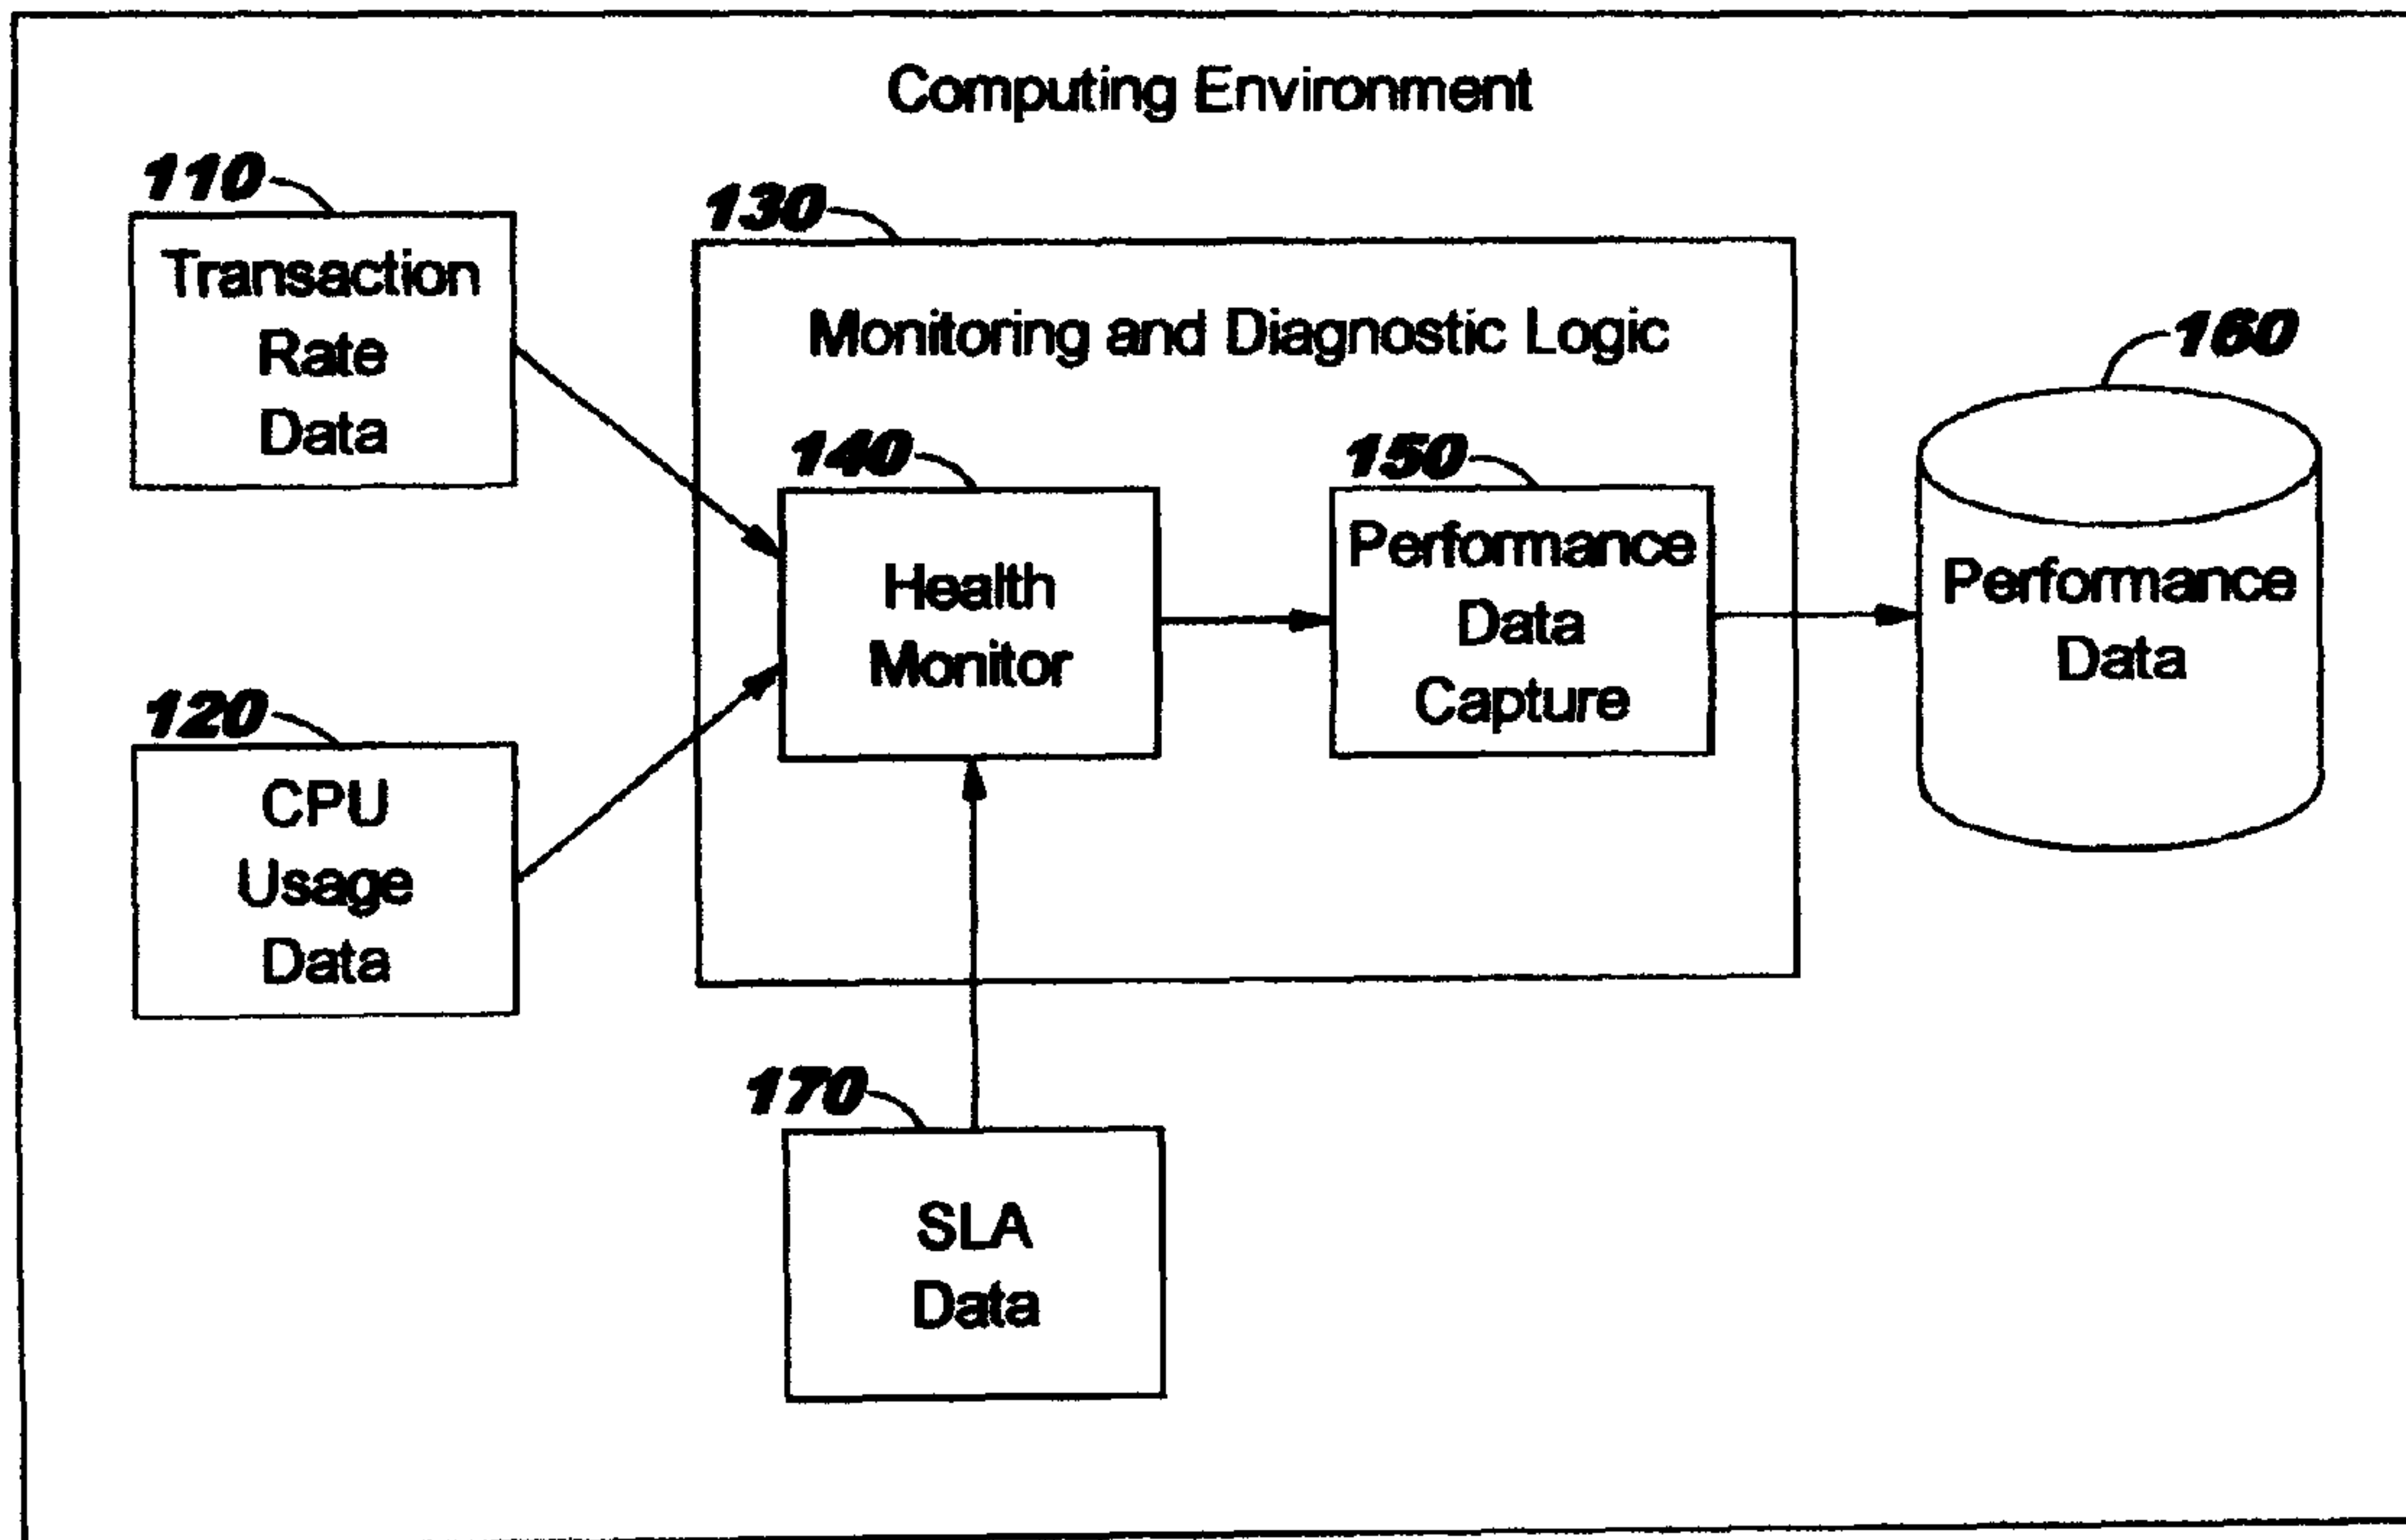 Computing Environment
110
Transaction
Rate
Data
120
CPU
Usage
Data
130
Monitoring and Diagnostic Logic
140
Health
Monitor
150
Performance
Data
Capture
160
Performance
Data
170
SLA
Data